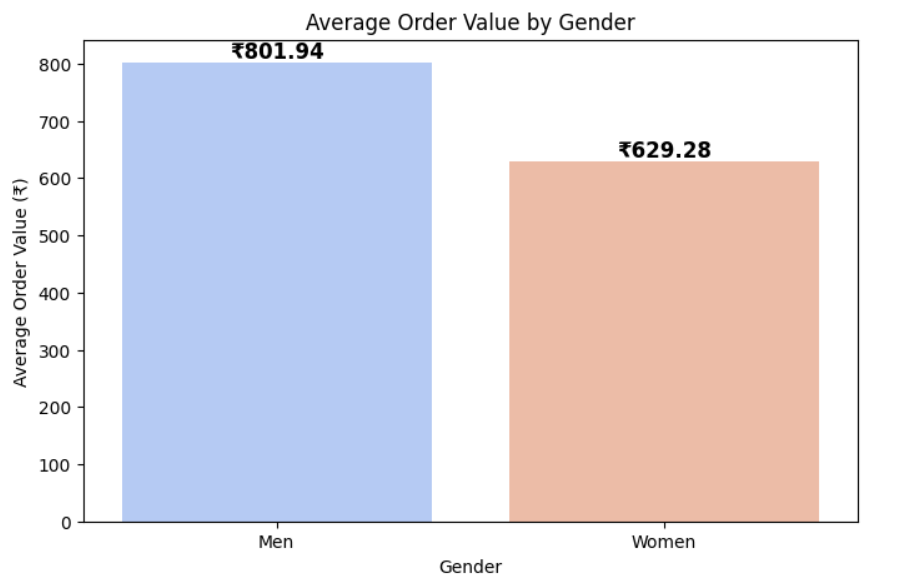 Average Order Value by Gender
₹801.94
₹629.28
Average Order Value (₹)
800
700
600
500
400
300
200
100
0
Men
Women
Gender